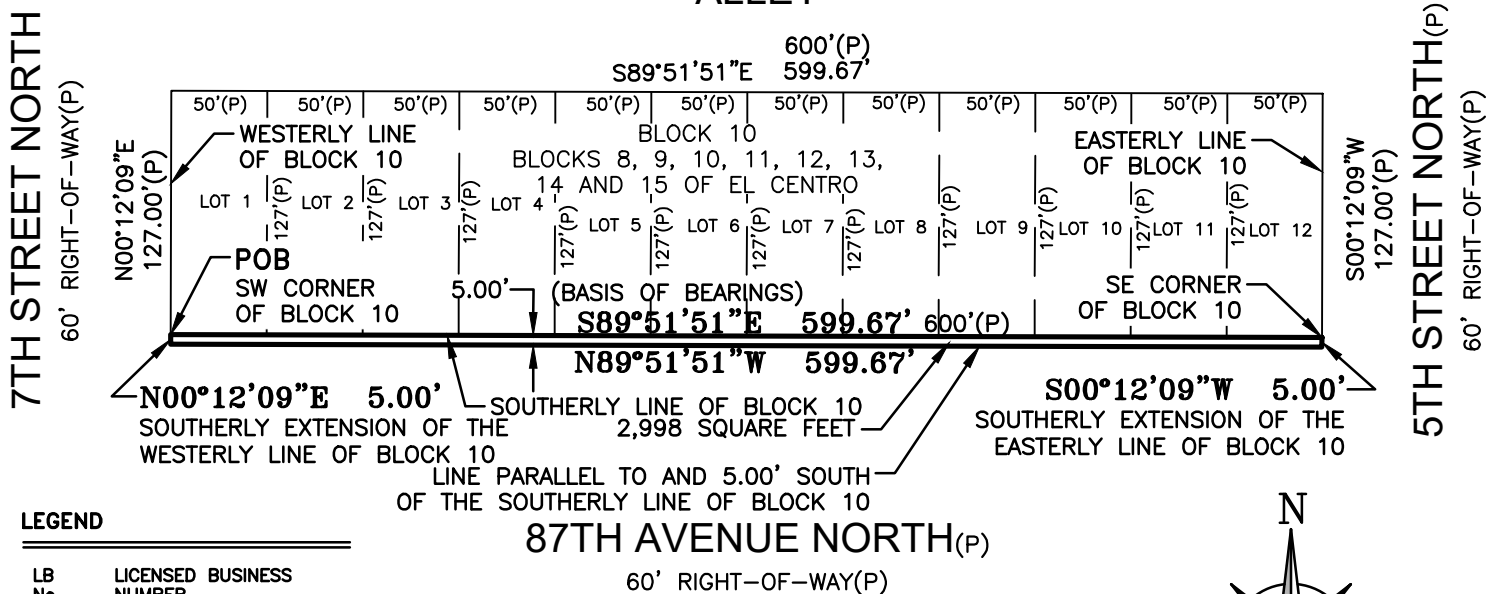 ALLEY
7TH STREET NORTH
60' RIGHT-OF-WAY(P)
600'(P)
S89°51'51"E 599.67'
50'(P) 50'(P) 50'(P) 50'(P) 50'(P) 50'(P) 50'(P) 50'(P) 50'(P) 50'(P) 50'(P) 50'(P)
N00°12'09"E
127.00'(P)
WESTERLY LINE
OF BLOCK 10
BLOCK 10
BLOCKS 8, 9, 10, 11, 12, 13,
14 AND 15 OF EL CENTRO
EASTERLY LINE
OF BLOCK 10
S00°12'09"W
127.00'(P)
5TH STREET NORTH(P)
60' RIGHT-OF-WAY(P)
LOT 1 127'(P) LOT 2 127'(P) LOT 3 127'(P) LOT 4 127'(P) LOT 5 127'(P) LOT 6 127'(P) LOT 7 127'(P) LOT 8 127'(P) LOT 9 127'(P) LOT 10 127'(P) LOT 11 127'(P) LOT 12
POB
SW CORNER
OF BLOCK 10
5.00'
(BASIS OF BEARINGS)
S89°51'51"E 599.67' 600'(P)
SE CORNER
OF BLOCK 10
N89°51'51"W 599.67'
N00°12'09"E 5.00'
SOUTHERLY EXTENSION OF THE
WESTERLY LINE OF BLOCK 10
SOUTHERLY LINE OF BLOCK 10
2,998 SQUARE FEET
S00°12'09"W 5.00'
SOUTHERLY EXTENSION OF THE
EASTERLY LINE OF BLOCK 10
LINE PARALLEL TO AND 5.00' SOUTH
OF THE SOUTHERLY LINE OF BLOCK 10
87TH AVENUE NORTH(P)
60' RIGHT-OF-WAY(P)
N
LEGEND
LB LICENSED BUSINESS
No NUMBER